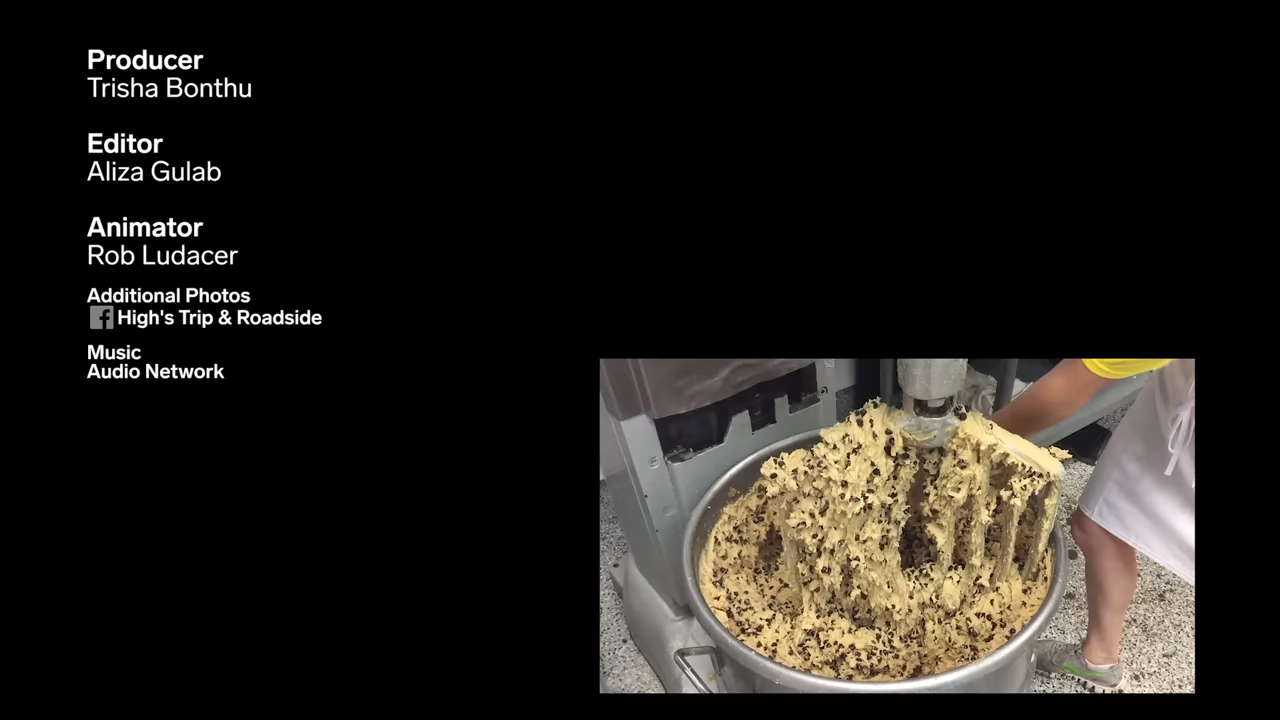 Producer
Trisha Bonthu
Editor
Aliza Gulab
Animator
Rob Ludacer
Additional Photos
High's Trip & Roadside
Music
Audio Network